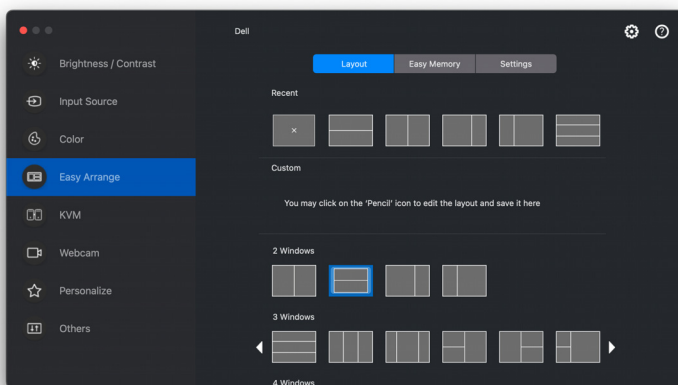 Dell
Brightness / Contrast
Input Source
Color
Easy Arrange
KVM
Webcam
Personalize
Others
Layout
Easy Memory
Settings
Recent
Custom
You may click on the 'Pencil' icon to edit the layout and save it here
2 Windows
3 Windows
4 Windows